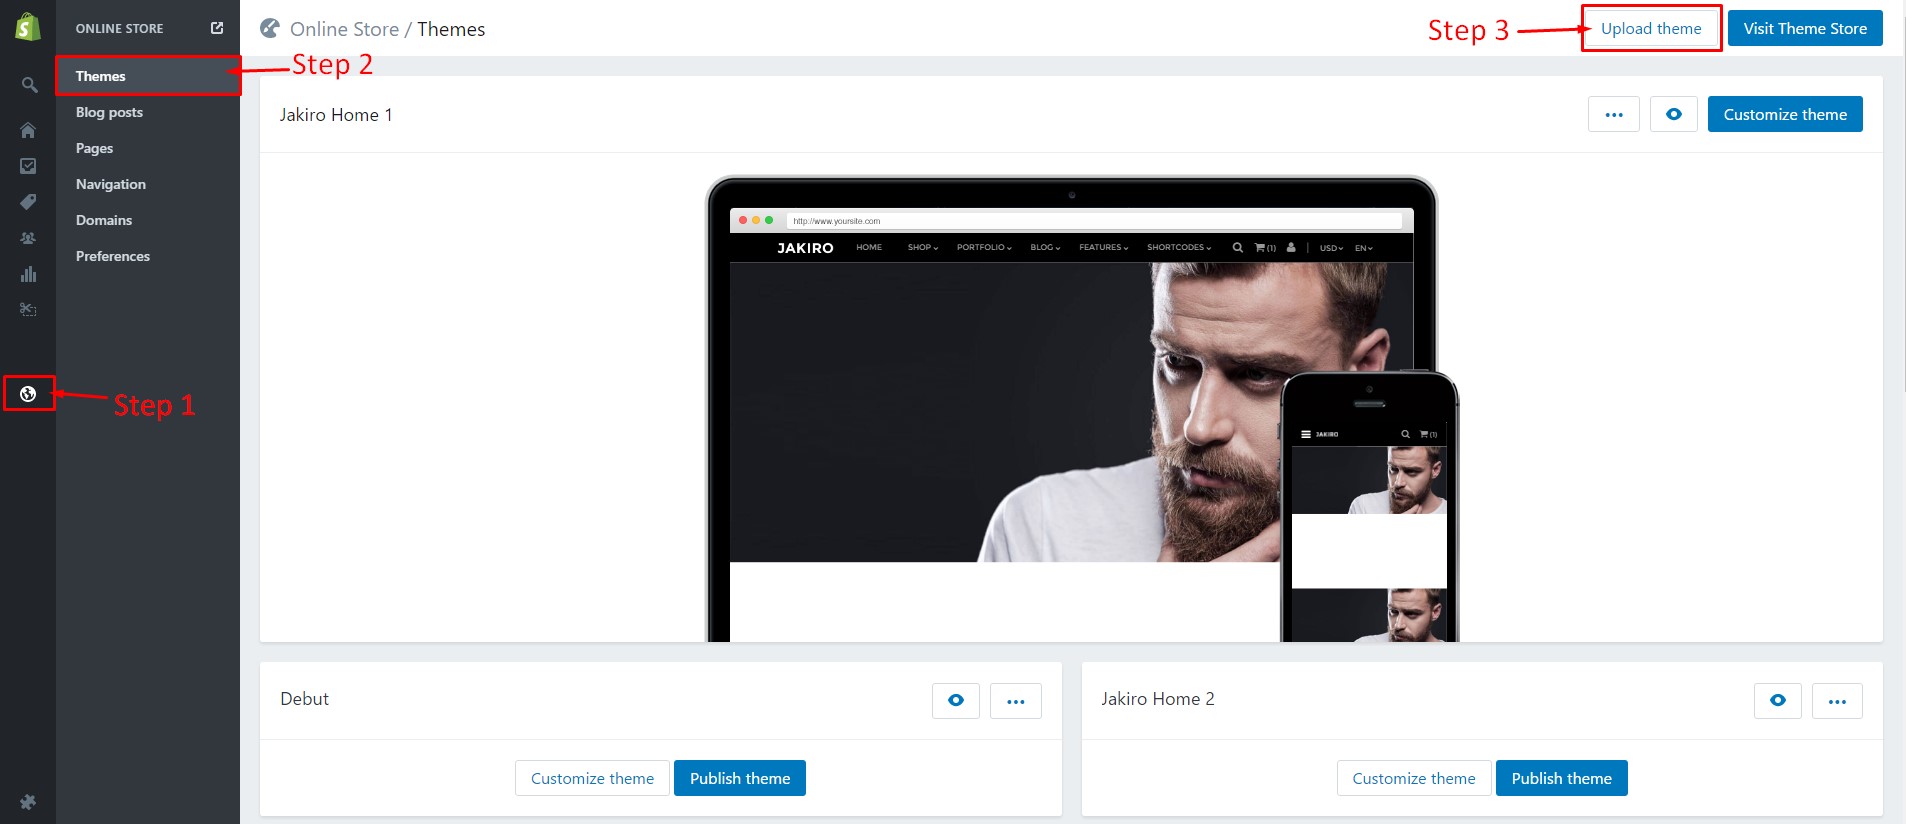 ONLINE STORE
Themes
Blog posts
Pages
Navigation
Domains
Preferences
Step 1
Step 2
Online Store / Themes
Step 3
Upload theme
Visit Theme Store
Jakiro Home 1
Customize theme
http://www.yoursite.com
JAKIRO HOME SHOP PORTFOLIO BLOG FEATURES SHORTCODES (1) | USD EN
JAKIRO (1)
Debut
Customize theme
Publish theme
Jakiro Home 2
Customize theme
Publish theme